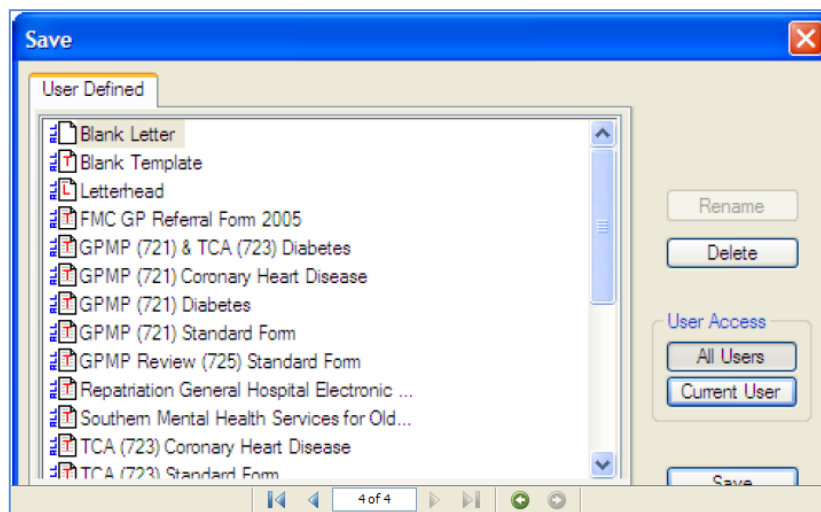 Save
User Defined
Blank Letter
Blank Template
Letterhead
FMC GP Referral Form 2005
GPMP (721) & TCA (723) Diabetes
GPMP (721) Coronary Heart Disease
GPMP (721) Diabetes
GPMP (721) Standard Form
GPMP Review (725) Standard Form
Repatriation General Hospital Electronic ...
Southern Mental Health Services for Old...
TCA (723) Coronary Heart Disease
TCA (723) Standard Form
Rename
Delete
User Access
All Users
Current User
Save
4 of 4